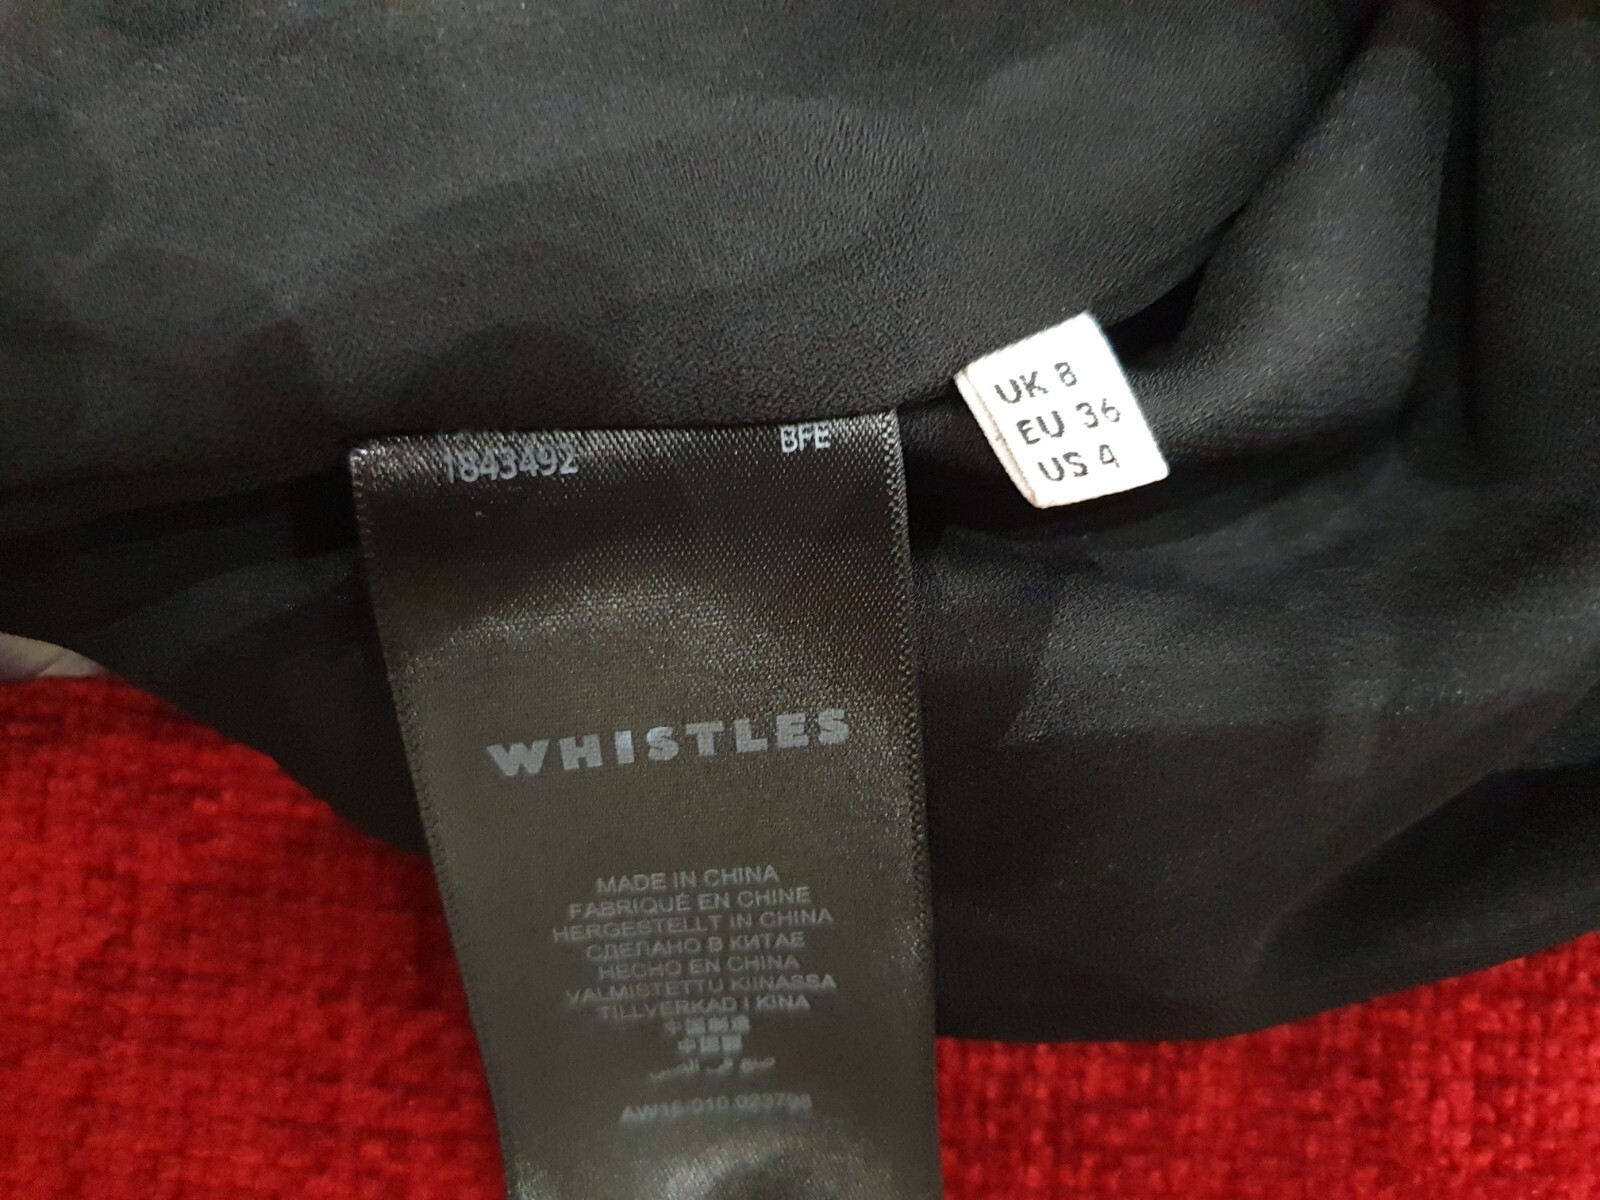 UK 8
EU 36
US 4
1843492 BFE
WHISTLES
MADE IN CHINA
FABRIQUÉ EN CHINE
HERGESTELLT IN CHINA
СДЕЛАНО В КИТАЕ
HECHO EN CHINA
VALMISTETTU KIINASSA
TILLVERKAD I KINA